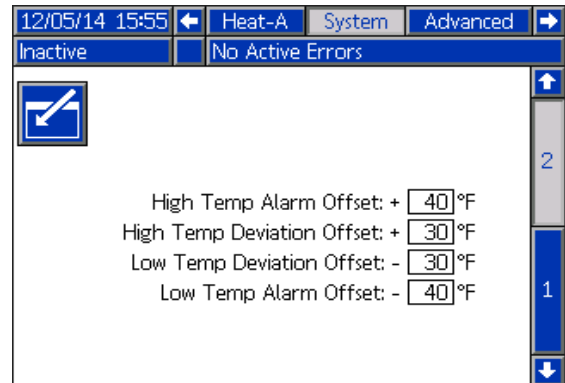 12/05/14 15:55 Heat-A System Advanced
Inactive No Active Errors
2
High Temp Alarm Offset: + 40 °F
High Temp Deviation Offset: + 30 °F
Low Temp Deviation Offset: - 30 °F
Low Temp Alarm Offset: - 40 °F
1